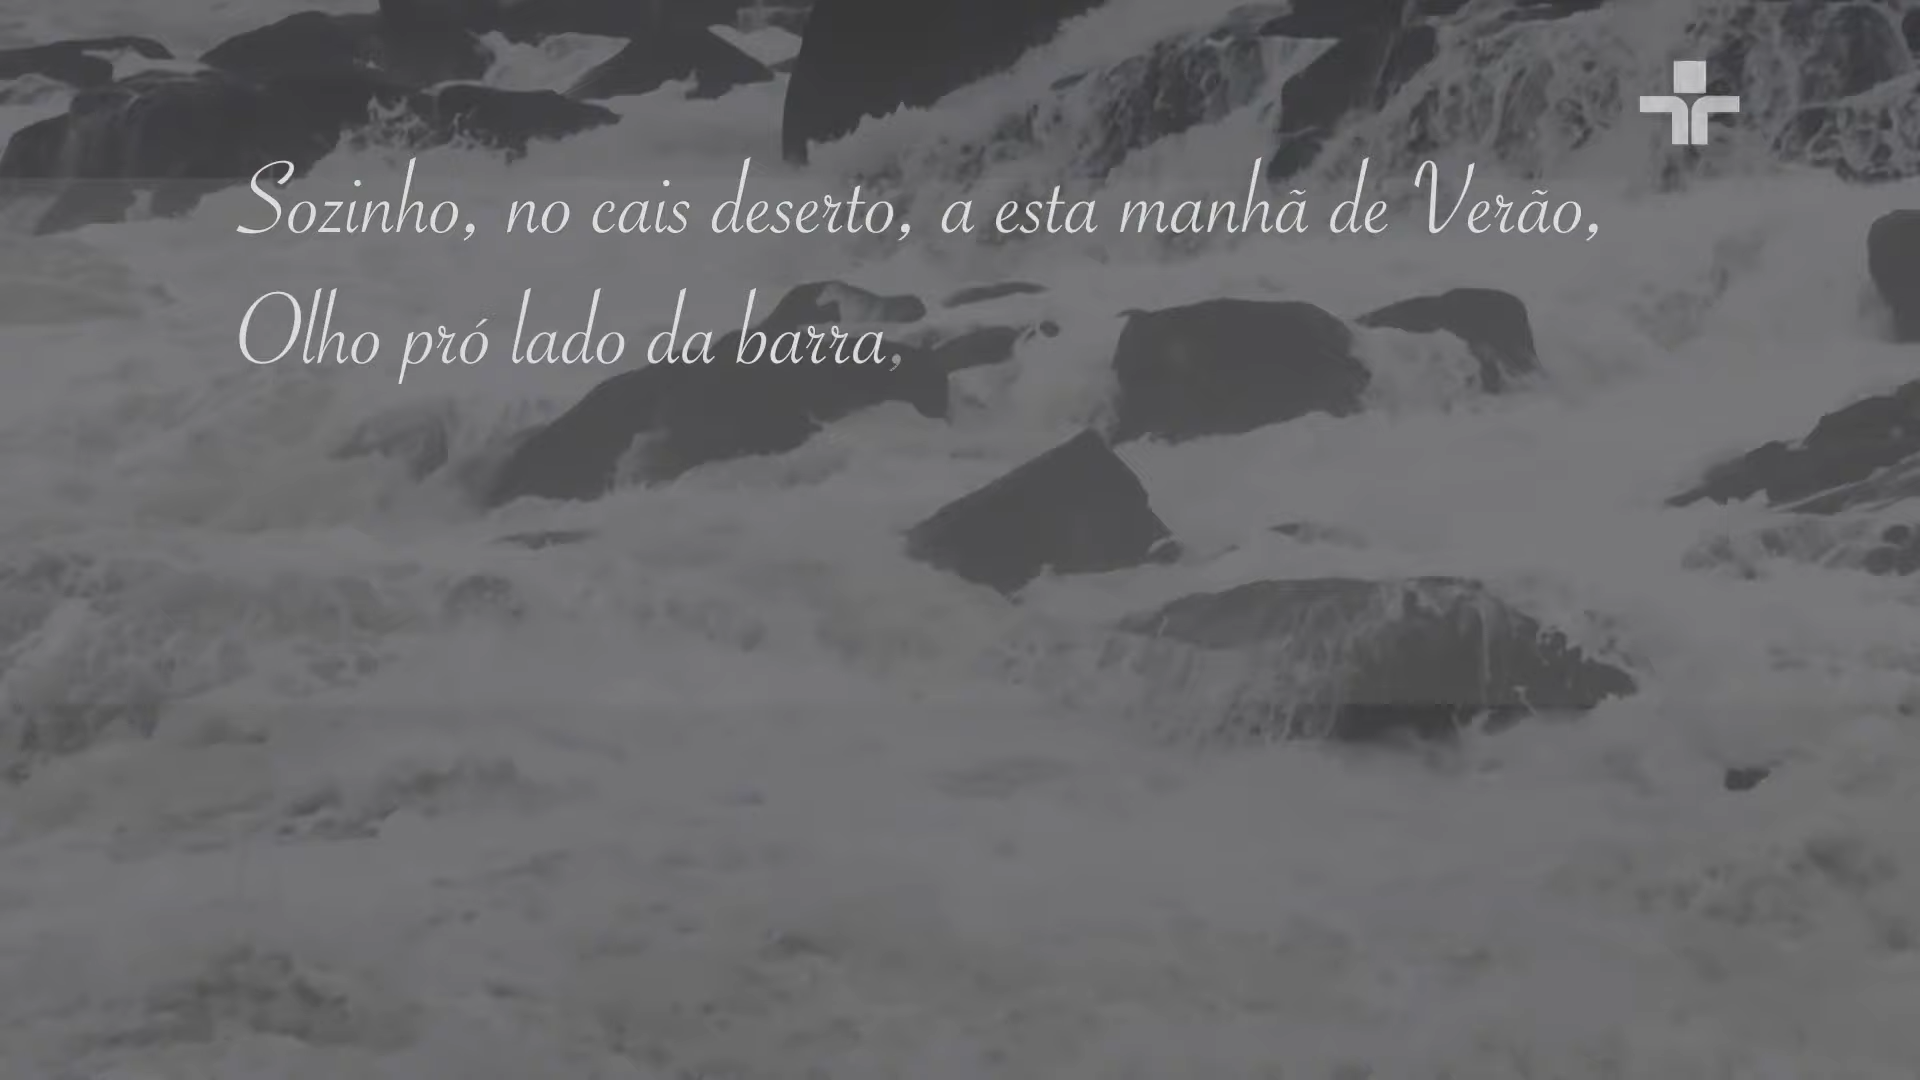 Sozinho, no cais deserto, a esta manhã de Verão,
Olho pró lado da barra,